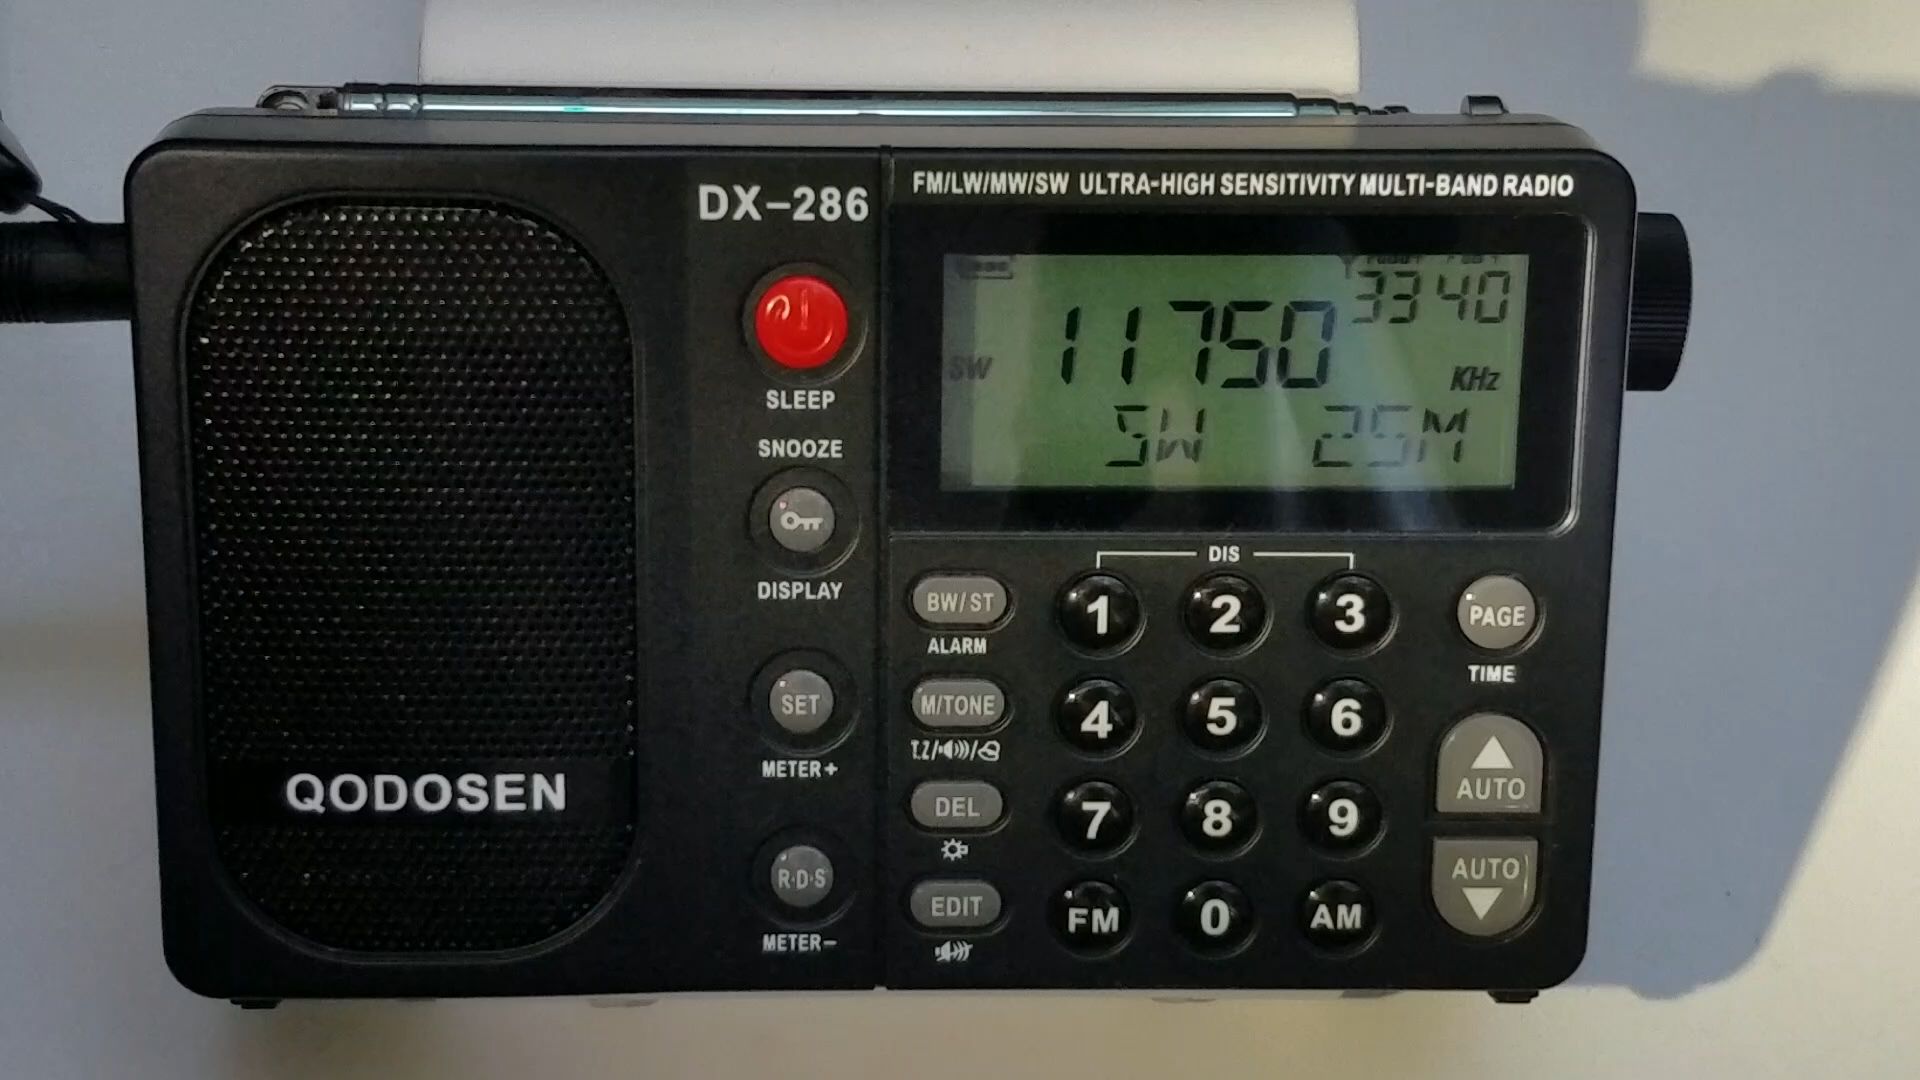 DX-286
FM/LW/MW/SW ULTRA-HIGH SENSITIVITY MULTI-BAND RADIO
3340
11750
SW
KHz
SW 25M
SLEEP
SNOOZE
DISPLAY
SET
METER+
R·D·S
METER-
QODOSEN
DIS
BW/ST
1 2 3
PAGE
ALARM
TIME
M/TONE
4 5 6
T.Z/
AUTO
DEL
7 8 9
AUTO
EDIT
FM 0 AM